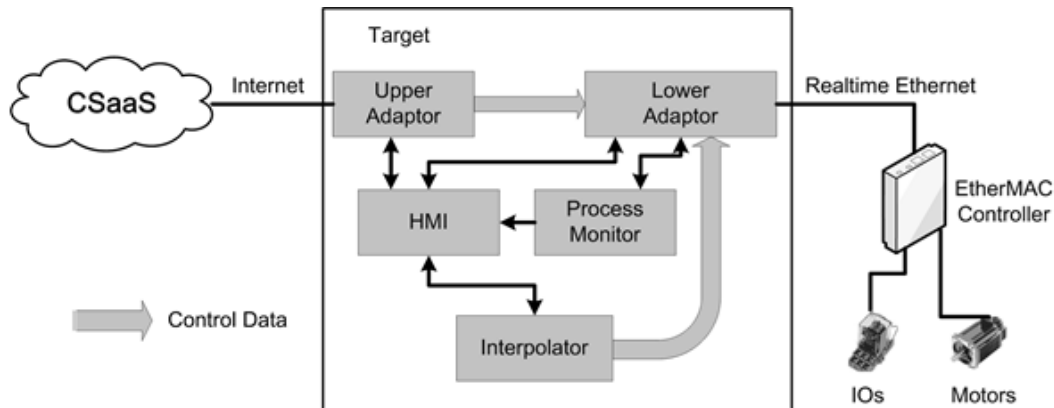 Target
CSaaS
Internet
Upper
Adaptor
Lower
Adaptor
Realtime Ethernet
HMI
Process
Monitor
EtherMAC
Controller
Control Data
Interpolator
IOs
Motors